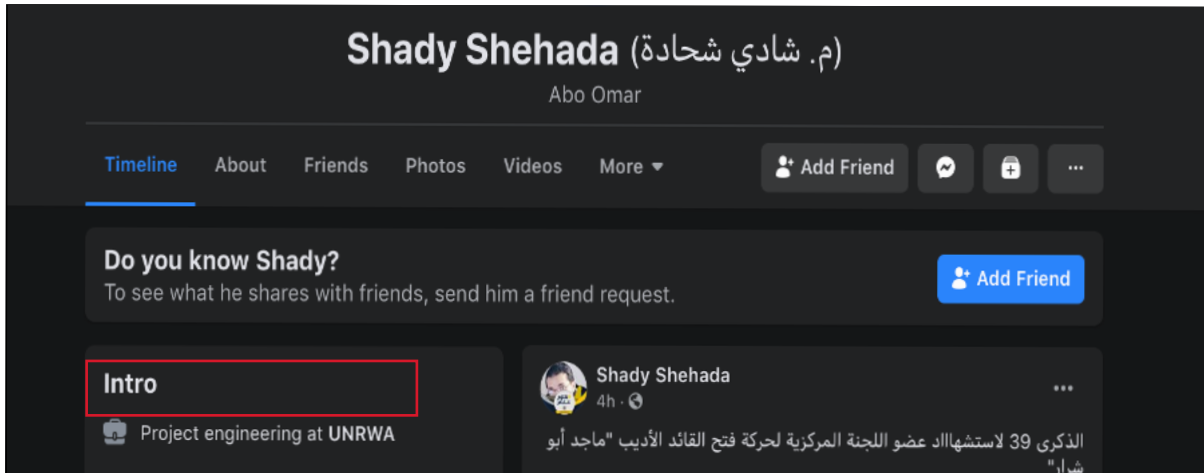 Shady Shehada (م. شادي شحادة)
Abo Omar
Timeline About Friends Photos Videos More Add Friend
Do you know Shady?
To see what he shares with friends, send him a friend request.
Add Friend
Intro
Project engineering at UNRWA
Shady Shehada
4h ·
الذكرى 39 لاستشهاااد عضو اللجنة المركزية لحركة فتح القائد الأديب "ماجد أبو
شرار"